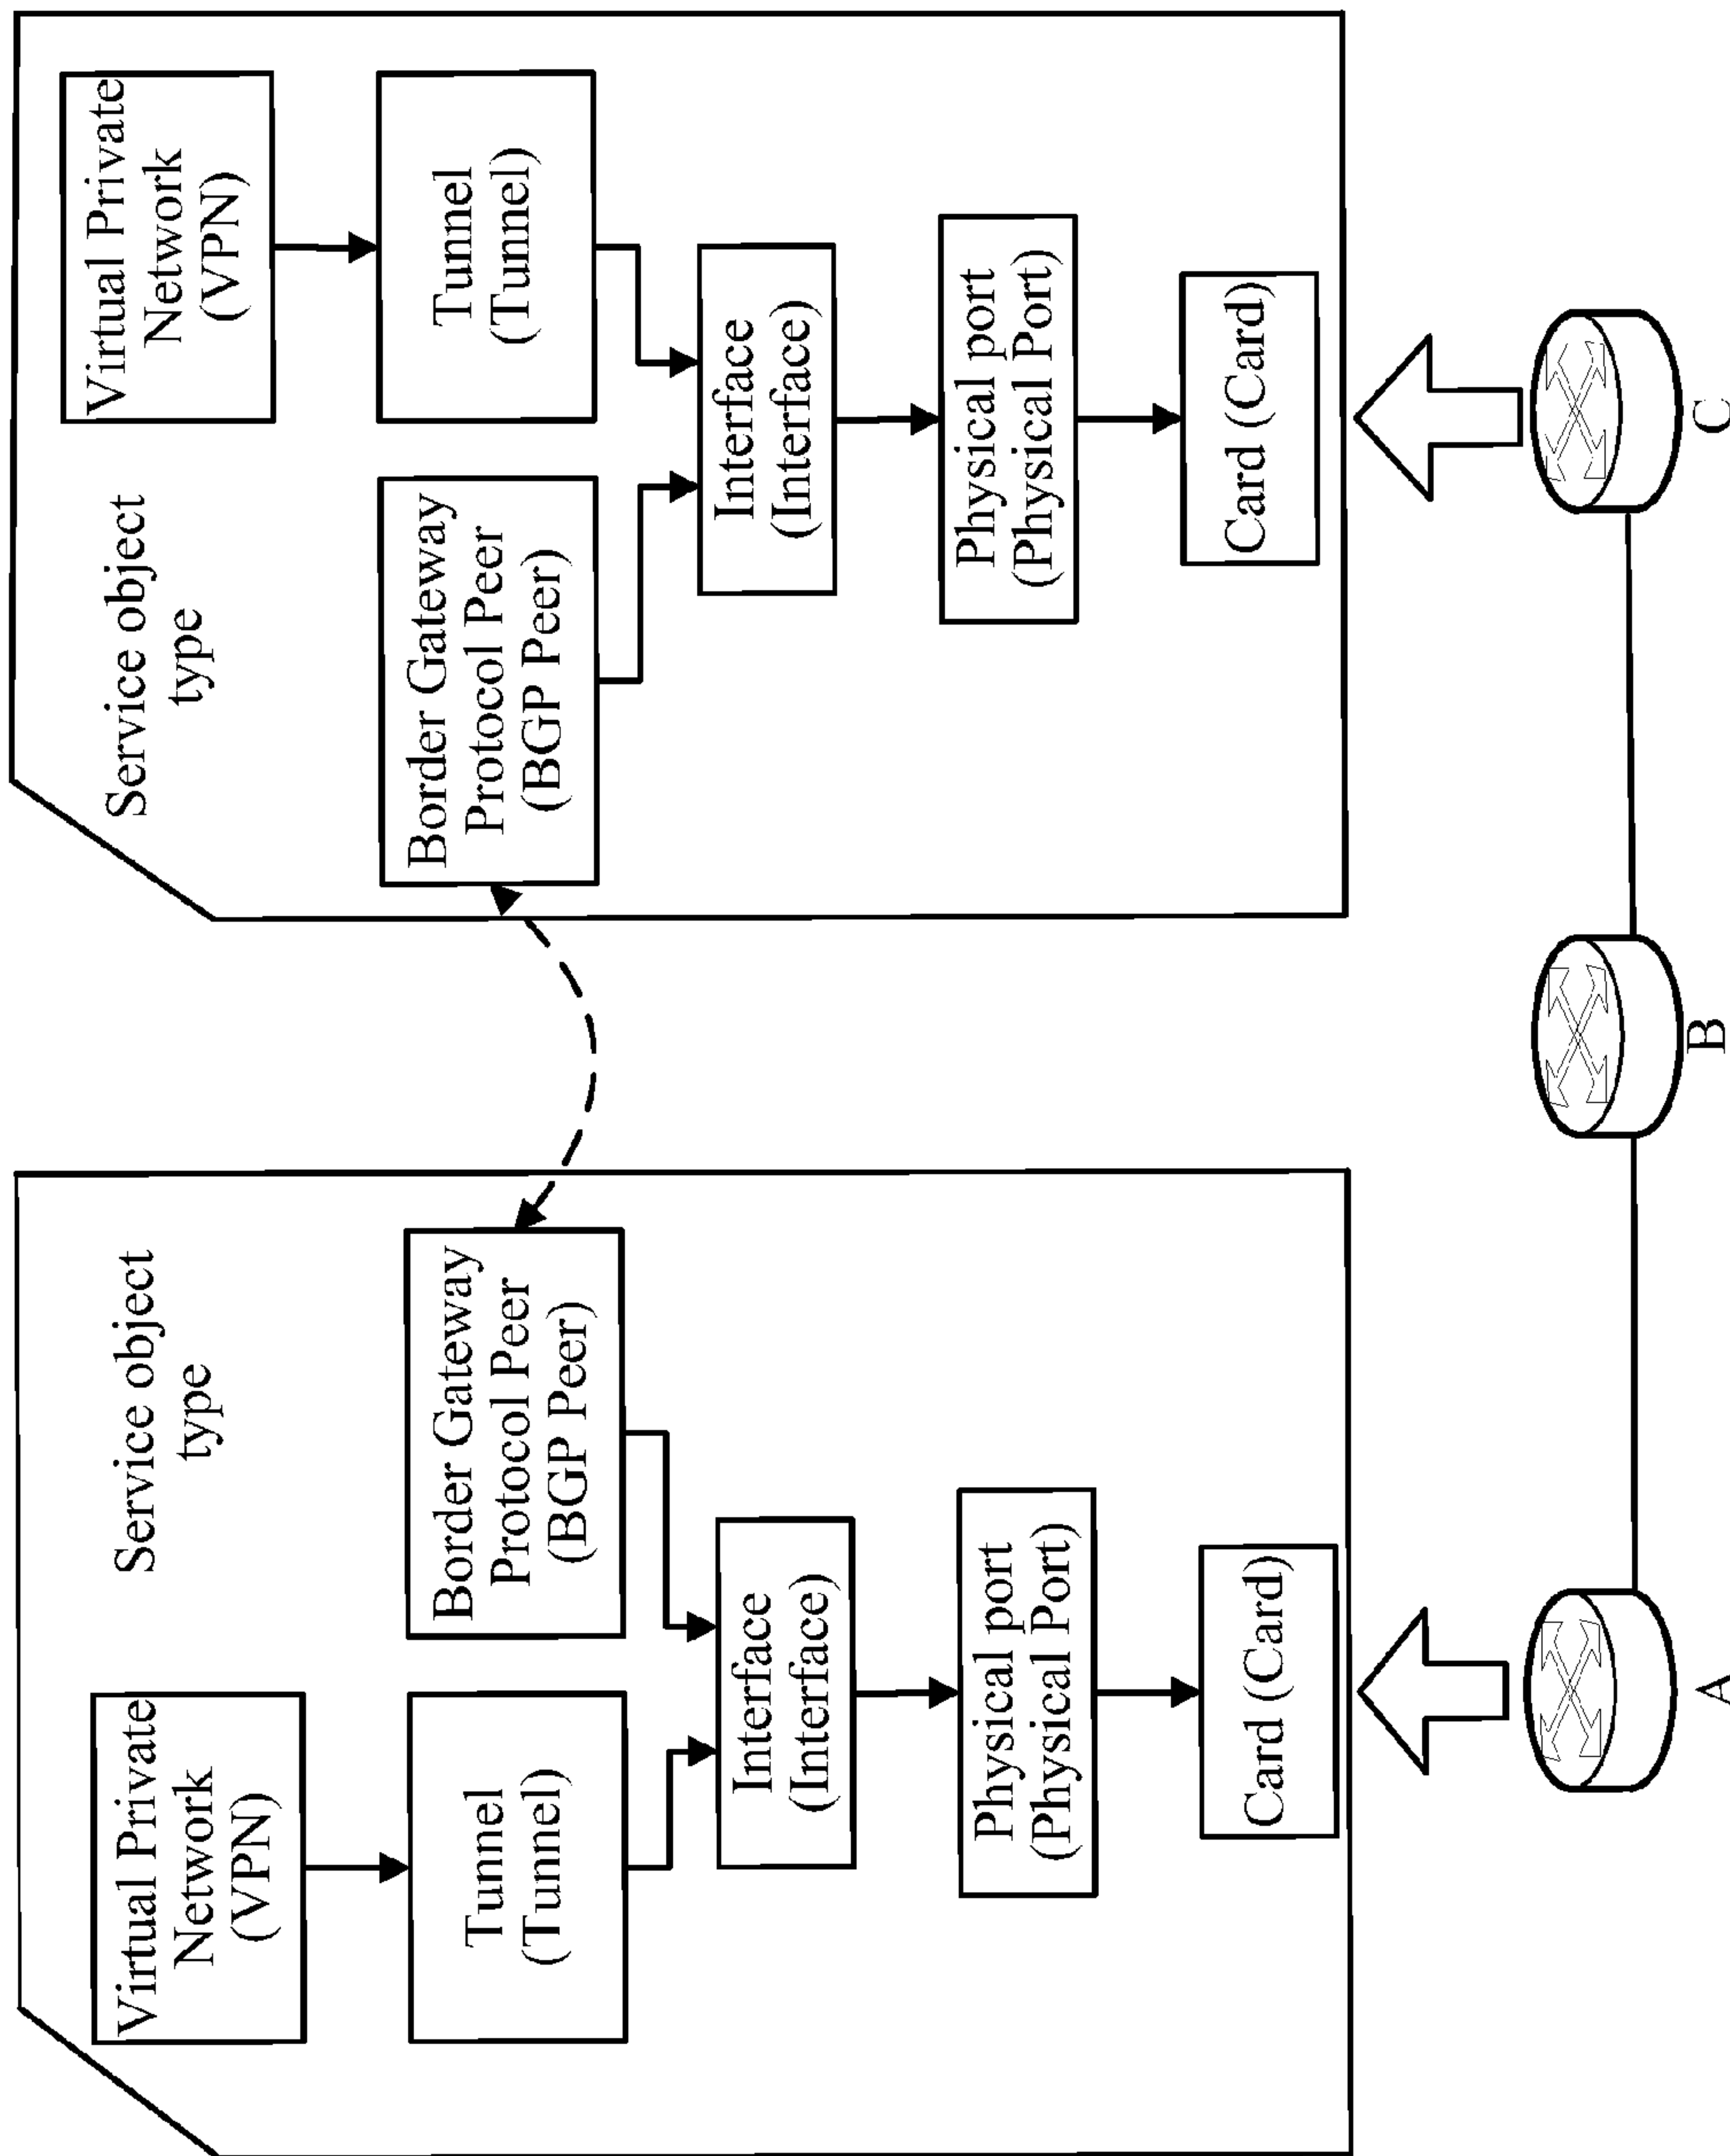 Virtual Private
Network
(VPN)
Service object
type
Tunnel
(Tunnel)
Border Gateway
Protocol Peer
(BGP Peer)
Interface
(Interface)
Physical port
(Physical Port)
Card (Card)
A
Service object
type
Virtual Private
Network
(VPN)
Border Gateway
Protocol Peer
(BGP Peer)
Tunnel
(Tunnel)
Interface
(Interface)
Physical port
(Physical Port)
Card (Card)
B
C